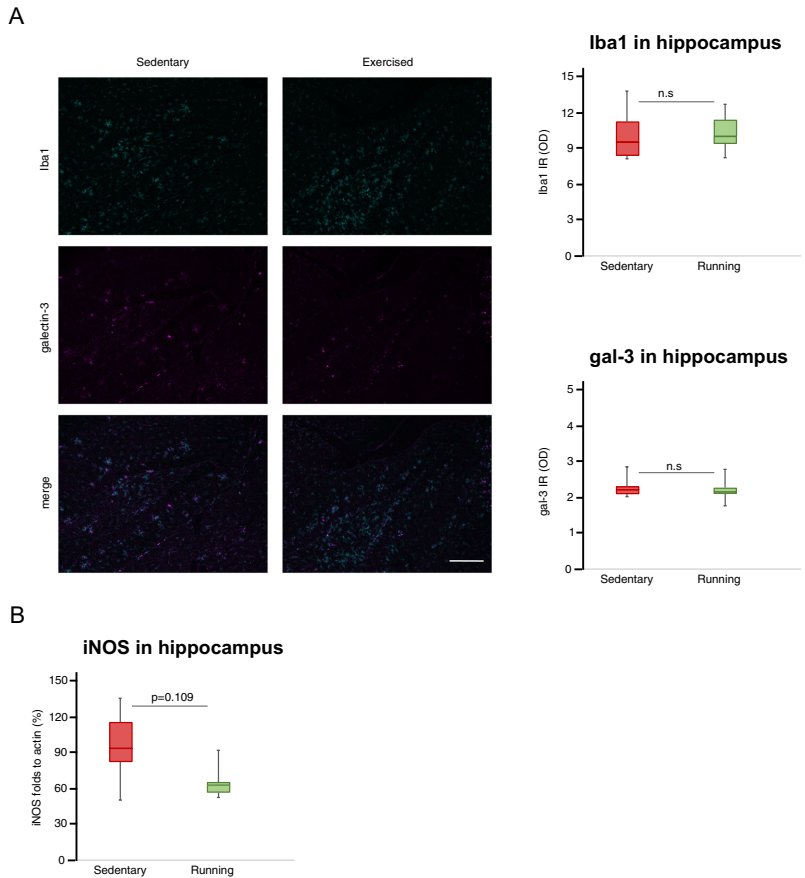 A
Sedentary
Exercised
Iba1
galectin-3
merge
Iba1 in hippocampus
15
12
9
6
3
0
Iba1 IR (OD)
n.s
Sedentary
Running
gal-3 in hippocampus
5
4
3
2
1
0
gal-3 IR (OD)
n.s
Sedentary
Running
B
iNOS in hippocampus
150
120
90
60
30
0
iNOS folds to actin (%)
p=0.109
Sedentary
Running